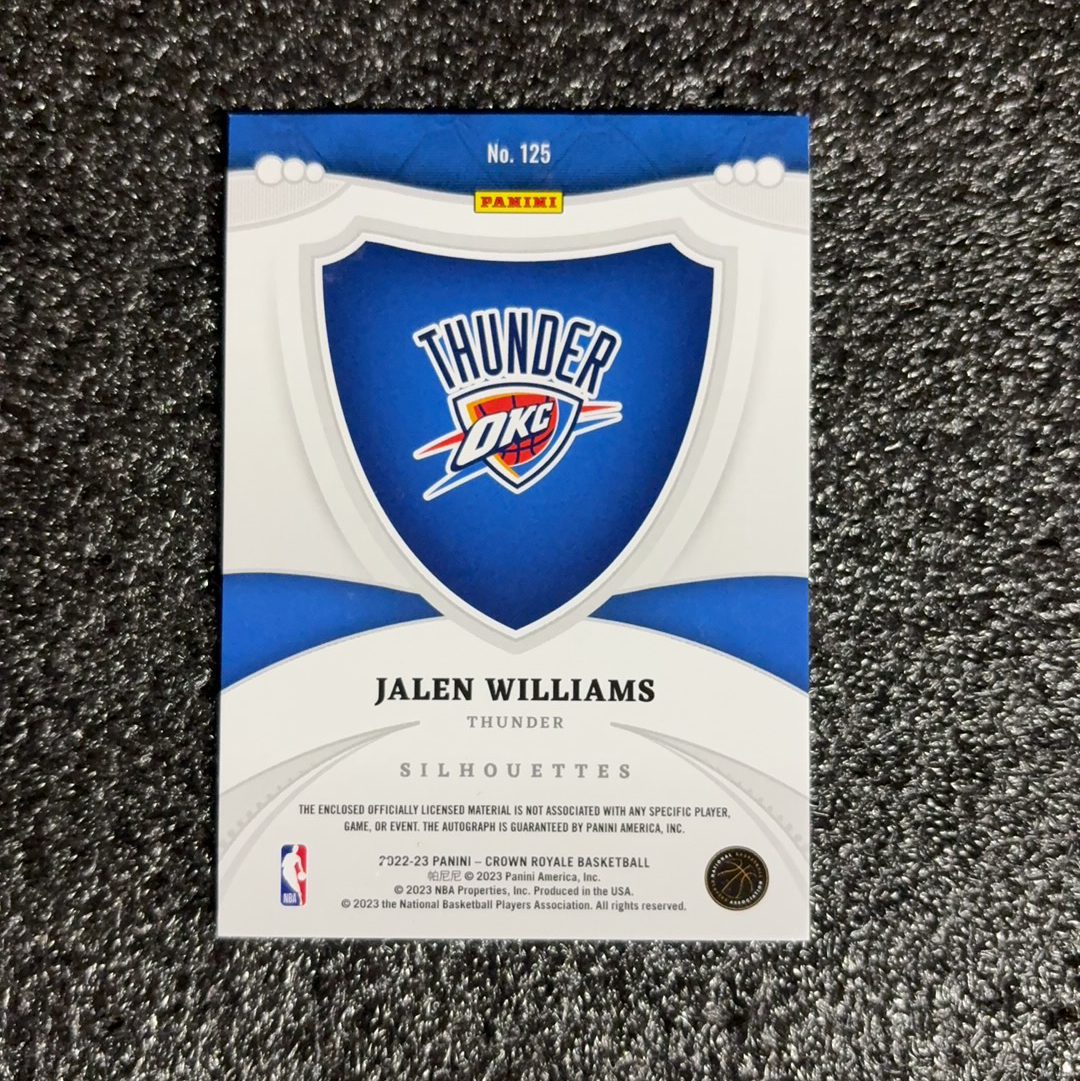 No. 125
PANINI
THUNDER
OKC
JALEN WILLIAMS
THUNDER
SILHOUETTES
THE ENCLOSED OFFICIALLY LICENSED MATERIAL IS NOT ASSOCIATED WITH ANY SPECIFIC PLAYER,
GAME, OR EVENT. THE AUTOGRAPH IS GUARANTEED BY PANINI AMERICA, INC.
2022-23 PANINI – CROWN ROYALE BASKETBALL
帕尼尼 © 2023 Panini America, Inc.
© 2023 NBA Properties, Inc. Produced in the USA.
© 2023 the National Basketball Players Association. All rights reserved.
NBA